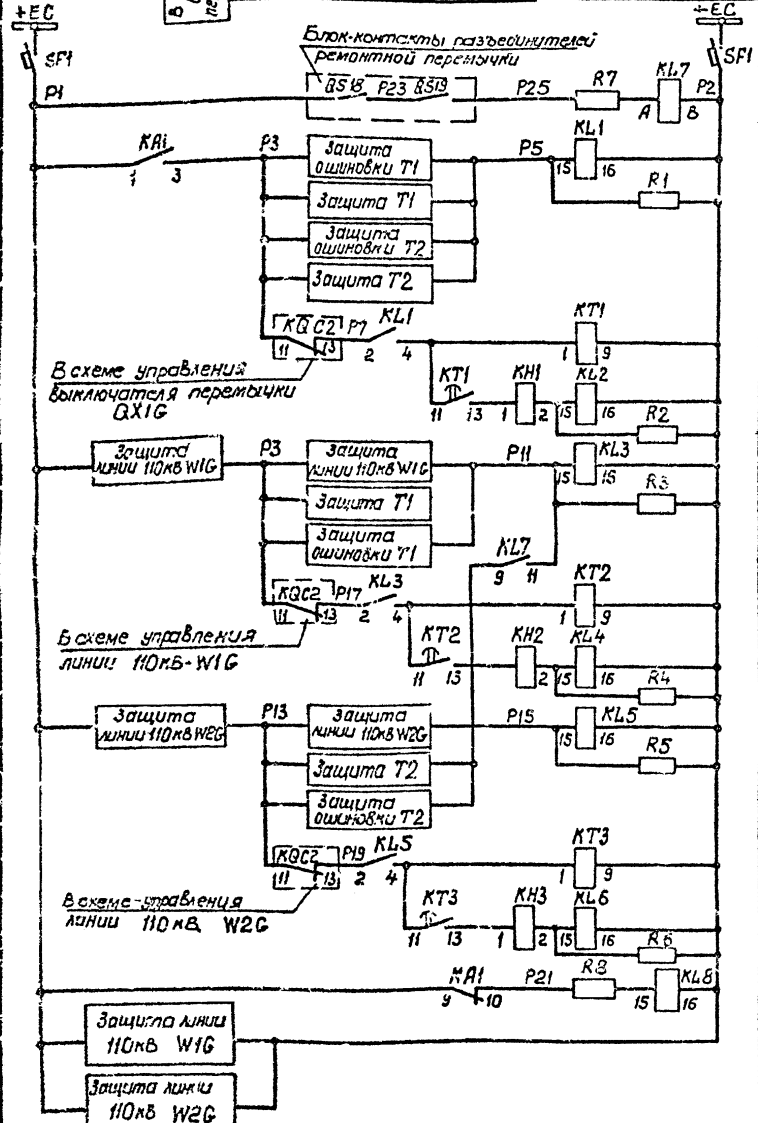 +EC
-EC
SF1
SF1
Блок-контакты разъединителей
ремонтной перемычки
P1
QS18 P23 QS19
P25
R7
KL7
P2
A B
KA1
1 3
P3
Защита
ошиновки T1
Защита T1
Защита
ошиновки T2
Защита T2
P5
KL1
15 16
R1
KQC2
11 13
P7
KL1
2 4
KT1
1 9
В схеме управления
выключателя перемычки
QX1G
KT1
11 13
KH1
1 2
KL2
15 16
R2
Защита
линии 110кВ W1G
P3
Защита
линии 110кВ W1G
Защита T1
Защита
ошиновки T1
P11
KL3
15 16
R3
KL7
9 11
KQC2
11 13
P17
KL3
2 4
KT2
1 9
В схеме управления
линии 110кВ-W1G
KT2
11 13
KH2
2
KL4
15 16
R4
Защита
линии 110кВ W2G
P13
Защита
линии 110кВ W2G
Защита T2
Защита
ошиновки T2
P15
KL5
15 16
R5
KQC2
11 13
P19
KL5
2 4
KT3
1 9
В схеме-управления
линии 110кВ W2G
KT3
11 13
KH3
1 2
KL6
15 16
R6
KA1
9 10
P21
R8
KL8
15 16
Защита линии
110кВ W1G
Защита линии
110кВ W2G